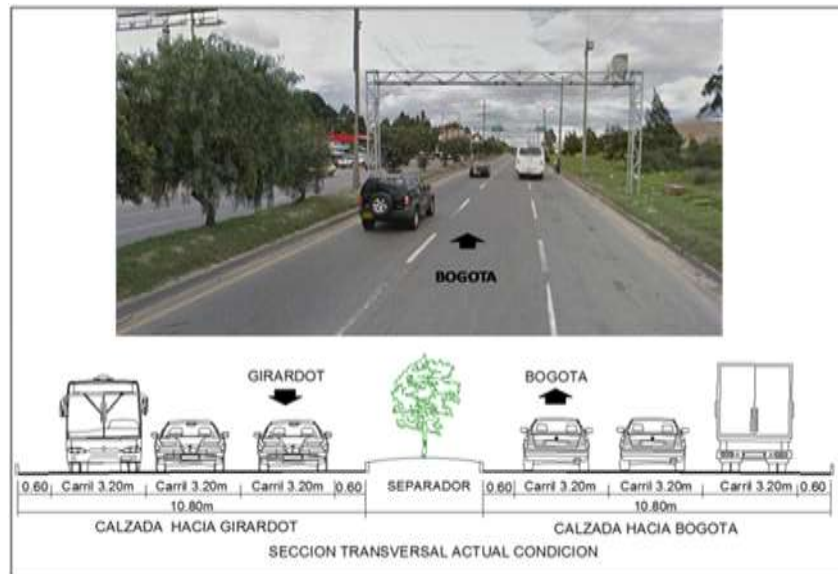 BOGOTA
GIRARDOT
BOGOTA
0.60 Carril 3.20m Carril 3.20m Carril 3.20m 0.60 SEPARADOR 0.60 Carril 3.20m Carril 3.20m Carril 3.20m 0.60
10.80m 10.80m
CALZADA HACIA GIRARDOT CALZADA HACIA BOGOTA
SECCION TRANSVERSAL ACTUAL CONDICION